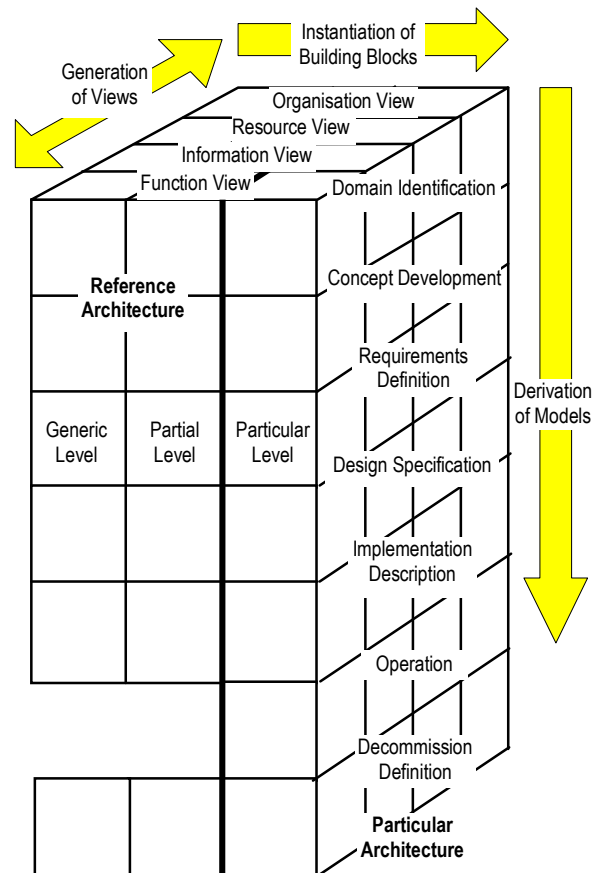 Instantiation of
Building Blocks
Generation
of Views
Organisation View
Resource View
Information View
Function View
Domain Identification
Reference
Architecture
Concept Development
Requirements
Definition
Derivation
of Models
Generic
Level
Partial
Level
Particular
Level
Design Specification
Implementation
Description
Operation
Decommission
Definition
Particular
Architecture